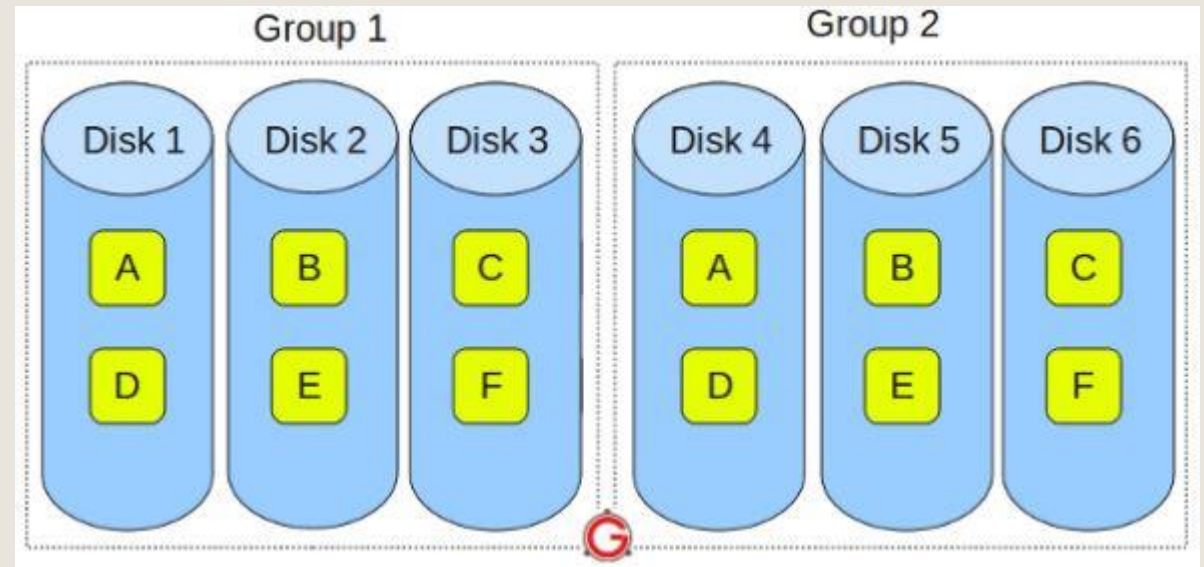 Group 1 Group 2
Disk 1 Disk 2 Disk 3 Disk 4 Disk 5 Disk 6
A B C A B C
D E F D E F
G